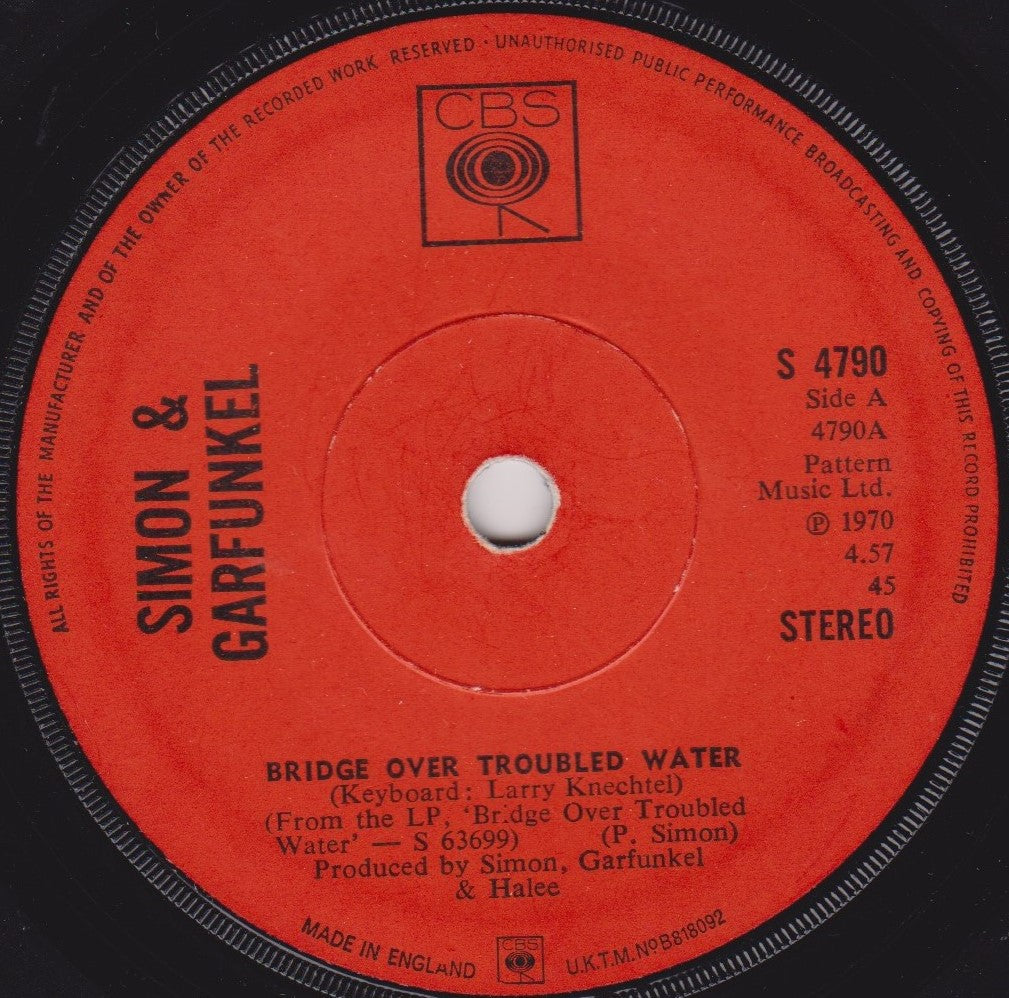 ALL RIGHTS OF THE MANUFACTURER AND OF THE OWNER OF THE RECORDED WORK RESERVED · UNAUTHORISED PUBLIC PERFORMANCE BROADCASTING AND COPYING OF THIS RECORD PROHIBITED
CBS
SIMON &
GARFUNKEL
S 4790
Side A
4790A
Pattern
Music Ltd.
℗ 1970
4.57
45
STEREO
BRIDGE OVER TROUBLED WATER
(Keyboard: Larry Knechtel)
(From the LP, 'Bridge Over Troubled
Water' — S 63699) (P. Simon)
Produced by Simon, Garfunkel
& Halee
MADE IN ENGLAND
CBS
U.K.T.M. No B818092